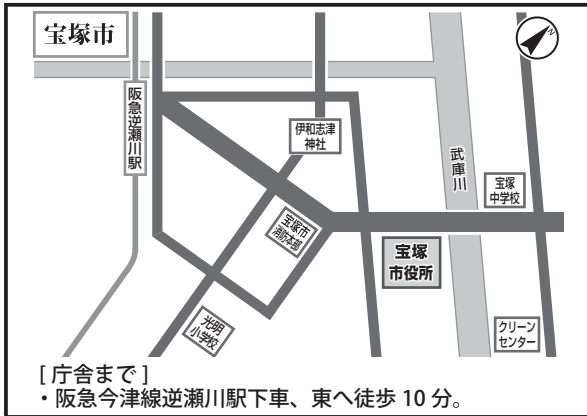 宝塚市
N
阪急逆瀬川駅
伊和志津
神社
武庫川
宝塚
中学校
宝塚市
消防本部
宝塚
市役所
光明
小学校
クリーン
センター
[ 庁舎まで ]
・阪急今津線逆瀬川駅下車、東へ徒歩 10 分。